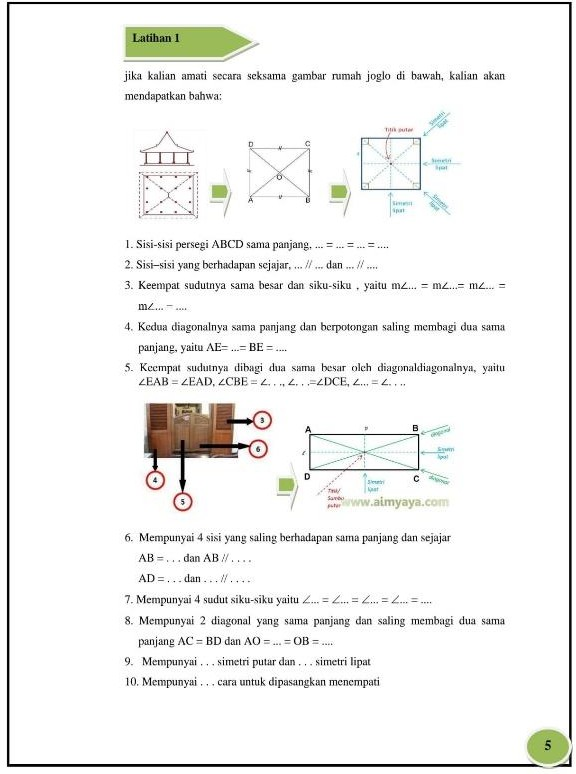 Latihan 1
jika kalian amati secara seksama gambar rumah joglo di bawah, kalian akan
mendapatkan bahwa:
D
C
O
A
B
Titik putar
Simetri
lipat
Simetri
lipat
Simetri
lipat
Simetri
lipat
1. Sisi-sisi persegi ABCD sama panjang, ... = ... = ... = ....
2. Sisi–sisi yang berhadapan sejajar, ... // ... dan ... // ....
3. Keempat sudutnya sama besar dan siku-siku , yaitu m∠... = m∠...= m∠... =
m∠... = ....
4. Kedua diagonalnya sama panjang dan berpotongan saling membagi dua sama
panjang, yaitu AE= ...= BE = ....
5. Keempat sudutnya dibagi dua sama besar oleh diagonaldiagonalnya, yaitu
∠EAB = ∠EAD, ∠CBE = ∠. . ., ∠. . .=∠DCE, ∠... = ∠. . ..
3
6
4
5
A
B
D
C
diagonal
Simetri
lipat
diagonal
Simetri
lipat
Titik/
Sumbu
putar
www.aimyaya.com
6. Mempunyai 4 sisi yang saling berhadapan sama panjang dan sejajar
AB = . . . dan AB // . . . .
AD = . . . dan . . . // . . . .
7. Mempunyai 4 sudut siku-siku yaitu ∠... = ∠... = ∠... = ∠... = ....
8. Mempunyai 2 diagonal yang sama panjang dan saling membagi dua sama
panjang AC = BD dan AO = ... = OB = ....
9. Mempunyai . . . simetri putar dan . . . simetri lipat
10. Mempunyai . . . cara untuk dipasangkan menempati
5